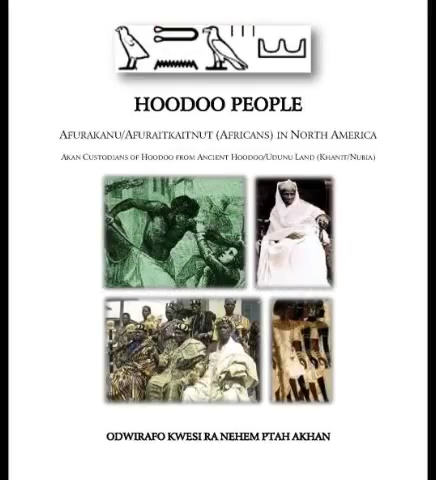 HOODOO PEOPLE
AFURAKANU/AFURAITKAITNUT (AFRICANS) IN NORTH AMERICA
AKAN CUSTODIANS OF HOODOO FROM ANCIENT HOODOO/UDUNU LAND (KHANIT/NUBIA)
ODWIRAFO KWESI RA NEHEM PTAH AKHAN